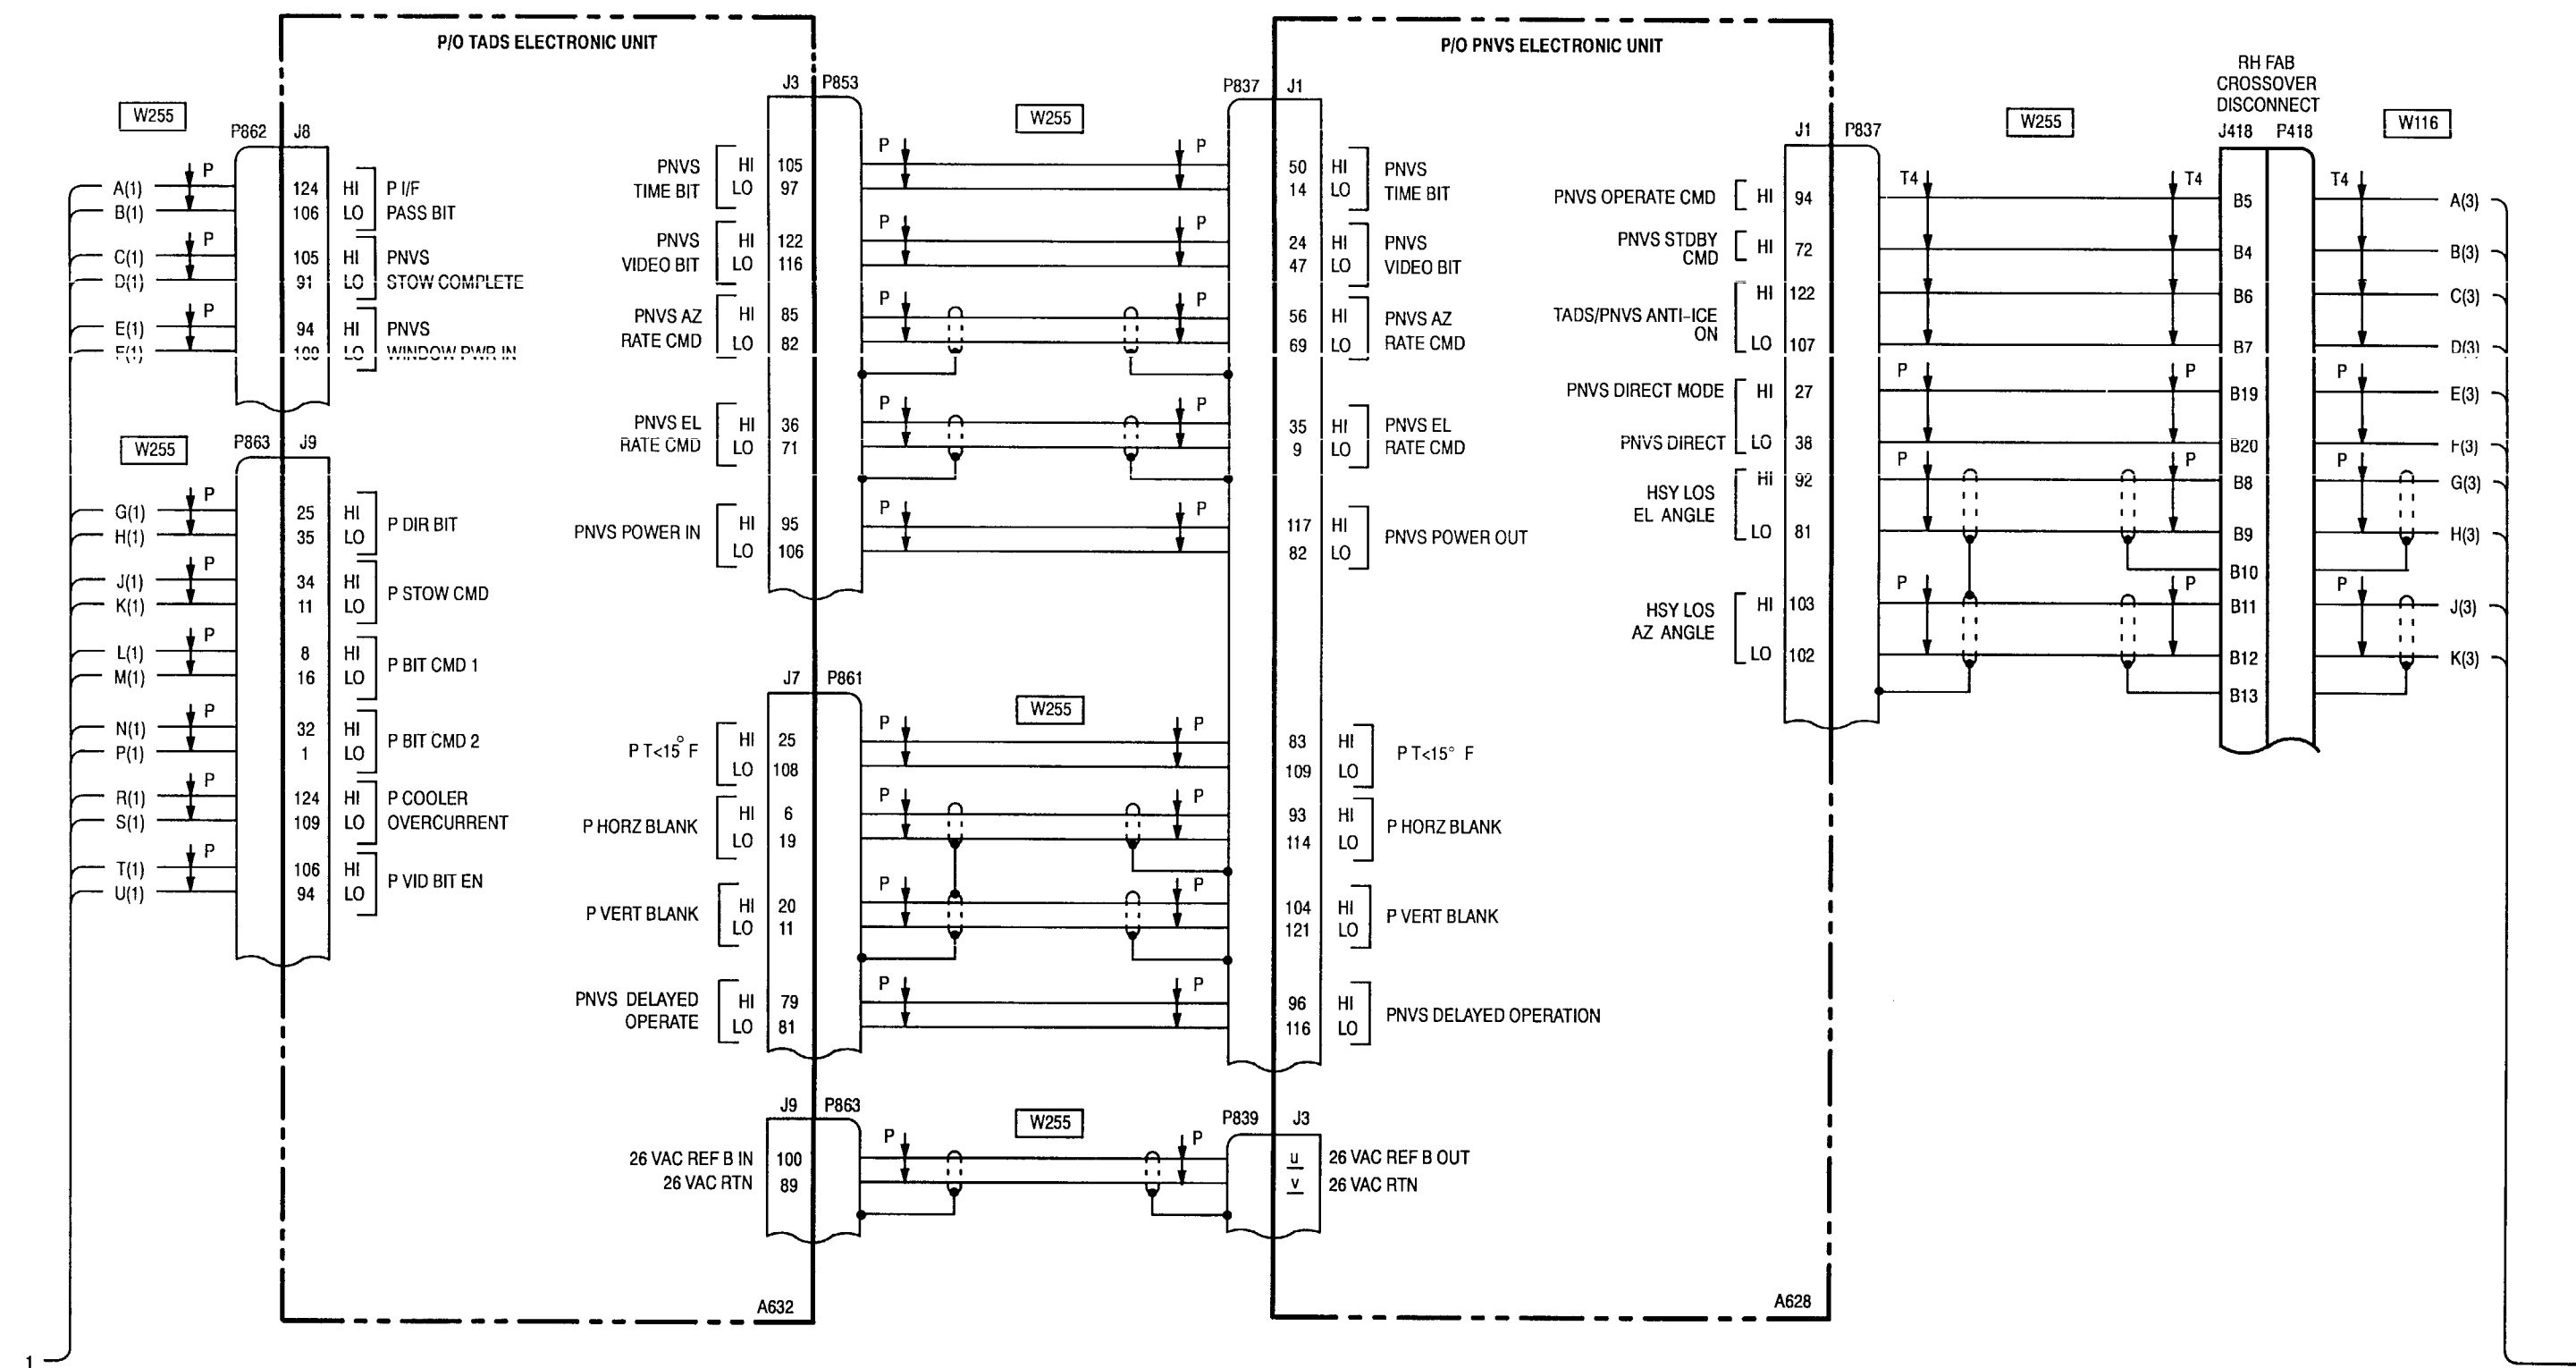 P/O TADS ELECTRONIC UNIT
W255
P862 J8
A(1) P 124 HI P I/F
B(1) 106 LO PASS BIT
C(1) P 105 HI PNVS
D(1) 91 LO STOW COMPLETE
E(1) P 94 HI PNVS
F(1) 109 LO WINDOW PWR IN
W255
P863 J9
G(1) P 25 HI P DIR BIT
H(1) 35 LO
J(1) P 34 HI P STOW CMD
K(1) 11 LO
L(1) P 8 HI P BIT CMD 1
M(1) 16 LO
N(1) P 32 HI P BIT CMD 2
P(1) 1 LO
R(1) P 124 HI P COOLER
S(1) 109 LO OVERCURRENT
T(1) P 106 HI P VID BIT EN
U(1) 94 LO
1
J3 P853
W255
P837 J1
PNVS HI 105 P P 50 HI PNVS
TIME BIT LO 97 14 LO TIME BIT
PNVS HI 122 P P 24 HI PNVS
VIDEO BIT LO 116 47 LO VIDEO BIT
PNVS AZ HI 85 P P 56 HI PNVS AZ
RATE CMD LO 82 69 LO RATE CMD
PNVS EL HI 36 P P 35 HI PNVS EL
RATE CMD LO 71 9 LO RATE CMD
PNVS POWER IN HI 95 P P 117 HI PNVS POWER OUT
LO 106 82 LO
J7 P861
W255
P T<15° F HI 25 P P 83 HI P T<15° F
LO 108 109 LO
P HORZ BLANK HI 6 P P 93 HI P HORZ BLANK
LO 19 114 LO
P VERT BLANK HI 20 P P 104 HI P VERT BLANK
LO 11 121 LO
PNVS DELAYED HI 79 P P 96 HI PNVS DELAYED OPERATION
OPERATE LO 81 116 LO
J9 P863
W255
P839 J3
26 VAC REF B IN 100 P P u 26 VAC REF B OUT
26 VAC RTN 89 v 26 VAC RTN
A632
P/O PNVS ELECTRONIC UNIT
A628
RH FAB
CROSSOVER
DISCONNECT
J1 P837
W255
J418 P418
W116
PNVS OPERATE CMD HI 94 T4 T4 B5 T4 A(3)
PNVS STDBY
CMD HI 72 B4 B(3)
HI 122 B6 C(3)
TADS/PNVS ANTI-ICE
ON
LO 107 B7 D(3)
PNVS DIRECT MODE HI 27 P P B19 P E(3)
PNVS DIRECT LO 38 B20 F(3)
HI 92 P P B8 P G(3)
HSY LOS
EL ANGLE
LO 81 B9 H(3)
B10
HSY LOS HI 103 P P B11 P J(3)
AZ ANGLE
LO 102 B12 K(3)
B13